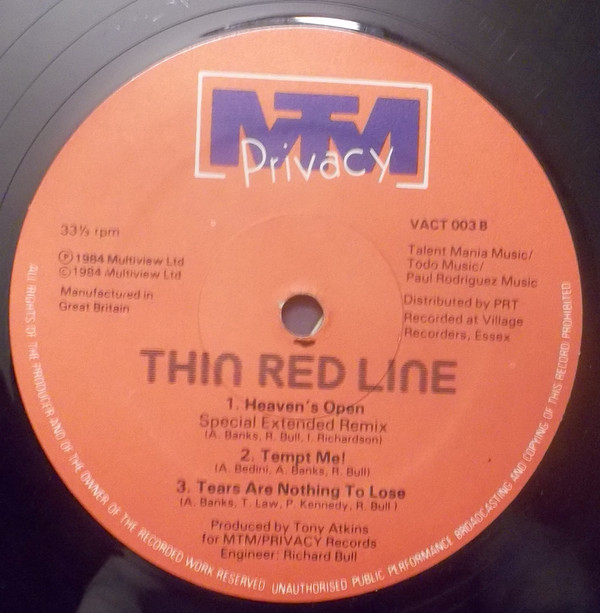 MTM
Privacy
33⅓ rpm
℗ 1984 Multiview Ltd
© 1984 Multiview Ltd
Manufactured in
Great Britain
VACT 003 B
Talent Mania Music/
Todo Music/
Paul Rodriguez Music
Distributed by PRT
Recorded at Village
Recorders, Essex
THIN RED LINE
1. Heaven's Open
Special Extended Remix
(A. Banks, R. Bull, I. Richardson)
2. Tempt Me!
(A. Bedini, A. Banks, R. Bull)
3. Tears Are Nothing To Lose
(A. Banks, T. Law, P. Kennedy, R. Bull)
Produced by Tony Atkins
for MTM/PRIVACY Records
Engineer: Richard Bull
ALL RIGHTS OF THE PRODUCER AND OF THE OWNER OF THE RECORDED WORK RESERVED UNAUTHORISED PUBLIC PERFORMANCE BROADCASTING AND COPYING OF THIS RECORD PROHIBITED